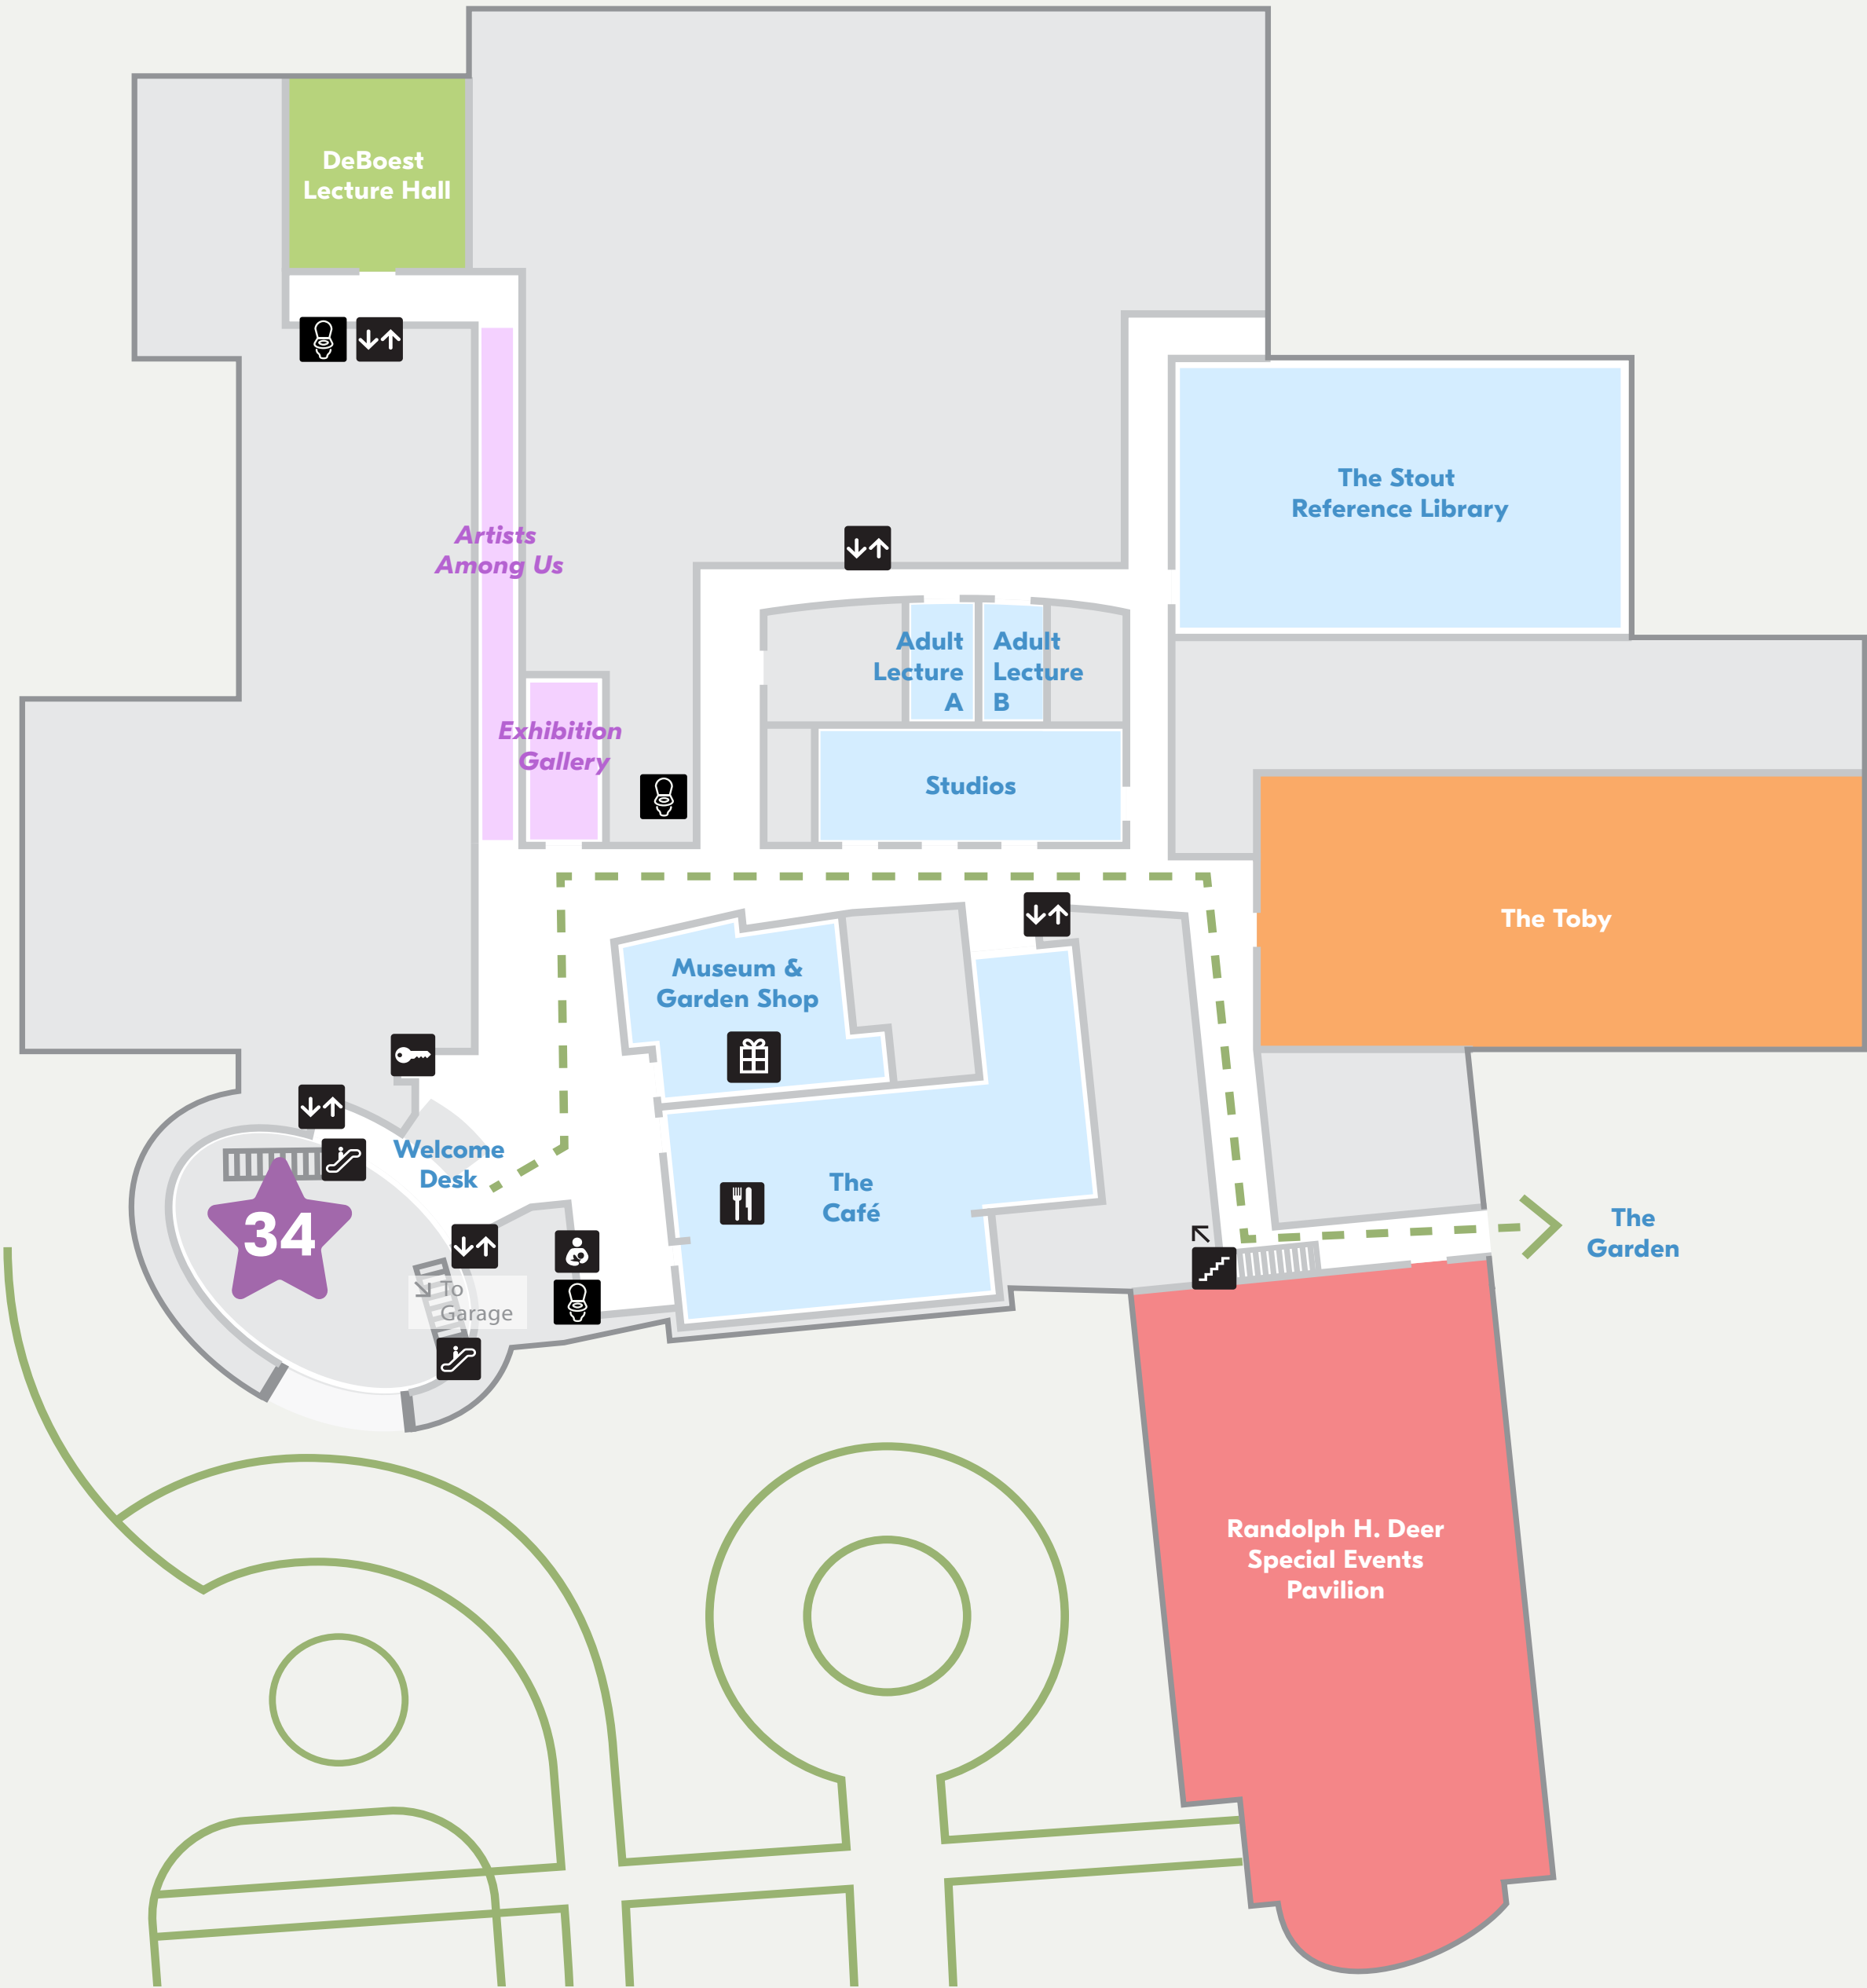 DeBoest
Lecture Hall
The Stout
Reference Library
Artists
Among Us
Adult
Lecture
A
Adult
Lecture
B
Exhibition
Gallery
Studios
The Toby
Museum &
Garden Shop
Welcome
Desk
The
Café
34
To
Garage
The
Garden
Randolph H. Deer
Special Events
Pavilion